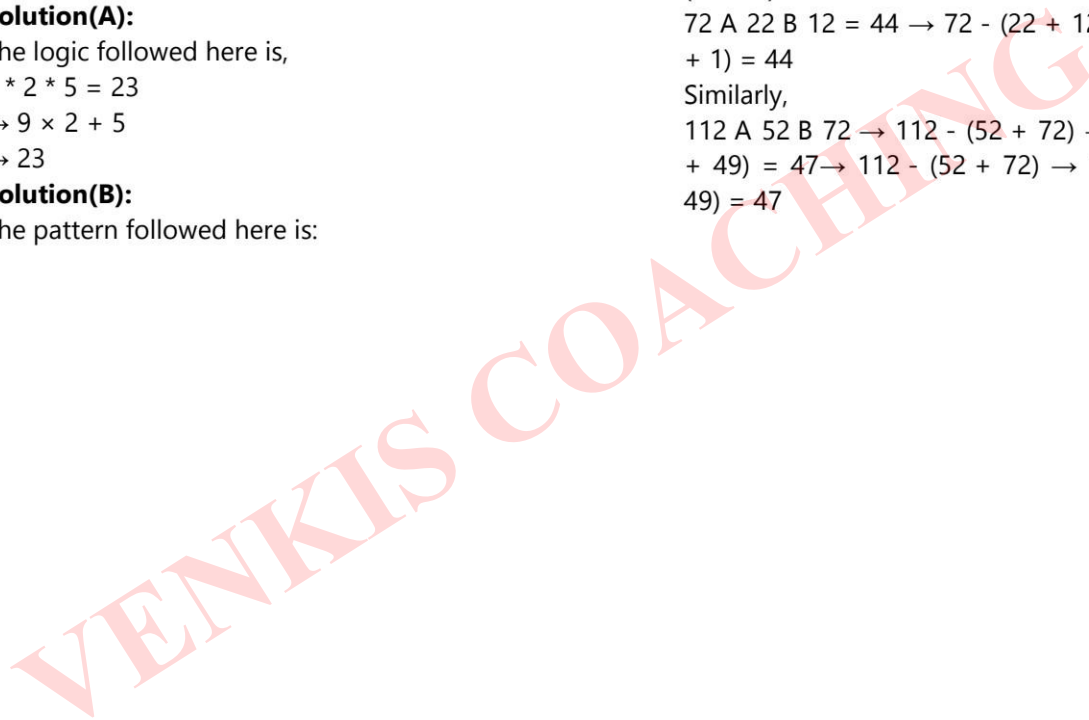 olution(A):
he logic followed here is,
* 2 * 5 = 23
→ 9 × 2 + 5
→ 23
olution(B):
he pattern followed here is:
72 A 22 B 12 = 44 → 72 - (22 + 12
+ 1) = 44
Similarly,
112 A 52 B 72 → 112 - (52 + 72) -
+ 49) = 47→ 112 - (52 + 72) →
49) = 47
VENKIS COACHING